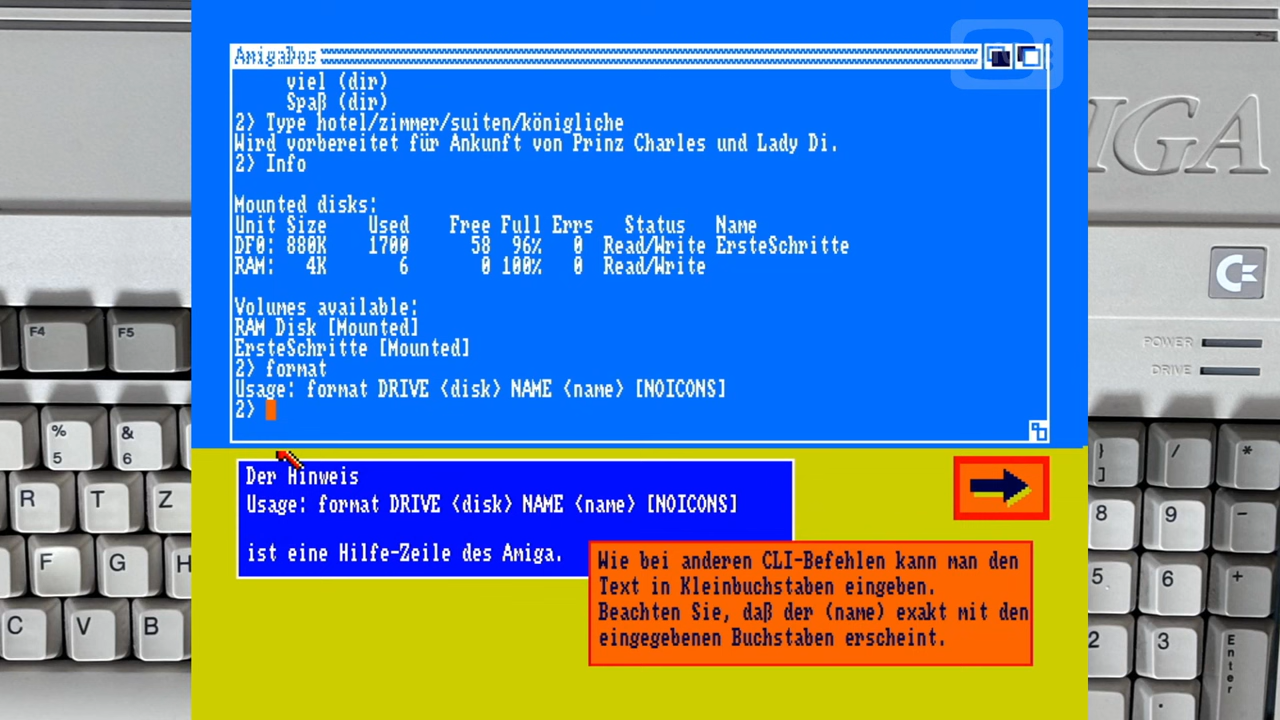 AmigaDos
viel (dir)
Spaß (dir)
2> Type hotel/zimmer/suiten/königliche
Wird vorbereitet für Ankunft von Prinz Charles und Lady Di.
2> Info
Mounted disks:
Unit Size Used Free Full Errs Status Name
DF0: 880K 1700 58 96% 0 Read/Write ErsteSchritte
RAM: 4K 6 0 100% 0 Read/Write
Volumes available:
RAM Disk [Mounted]
ErsteSchritte [Mounted]
2> format
Usage: format DRIVE <disk> NAME <name> [NOICONS]
2>
Der Hinweis
Usage: format DRIVE <disk> NAME <name> [NOICONS]
ist eine Hilfe-Zeile des Amiga.
Wie bei anderen CLI-Befehlen kann man den
Text in Kleinbuchstaben eingeben.
Beachten Sie, daß der <name> exakt mit den
eingegebenen Buchstaben erscheint.
F4 F5
% 5 & 6
R T Z
F G H
C V B
IGA
POWER
DRIVE
} ] / *
8 9 -
5 6 +
2 3 Enter
.